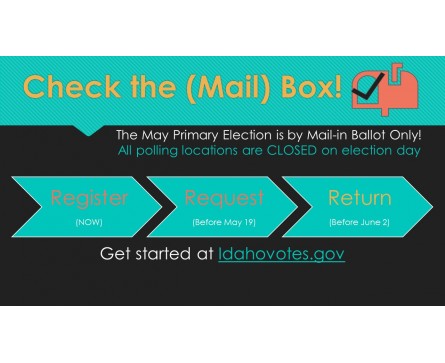 Check the (Mail) Box!
The May Primary Election is by Mail-in Ballot Only!
All polling locations are CLOSED on election day
Register
(NOW)
Request
(Before May 19)
Return
(Before June 2)
Get started at Idahovotes.gov